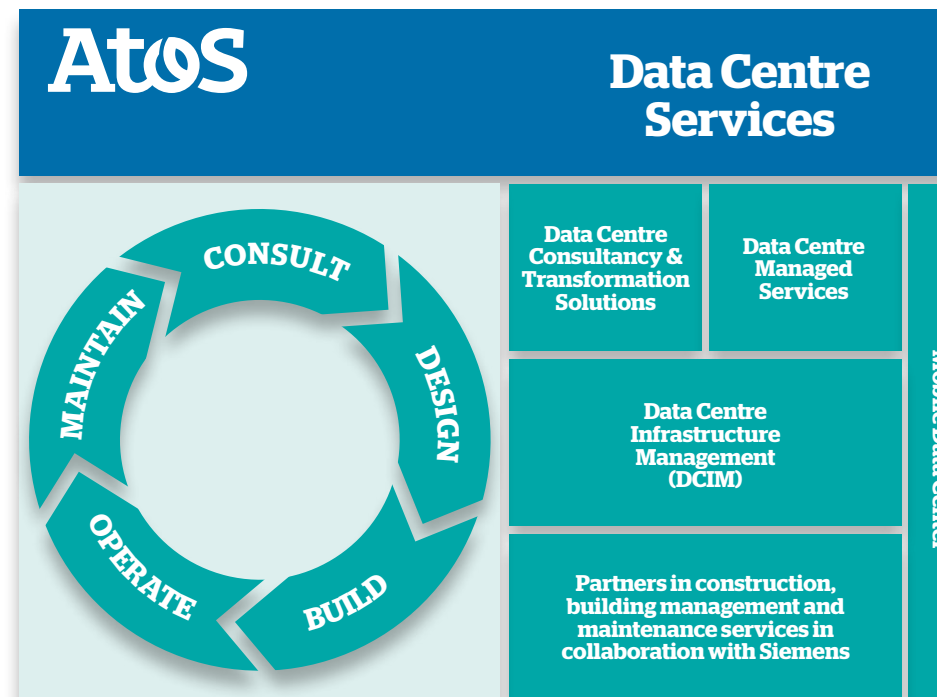 Atos
Data Centre
Services
CONSULT
DESIGN
BUILD
OPERATE
MAINTAIN
Data Centre
Consultancy &
Transformation
Solutions
Data Centre
Managed
Services
Data Centre
Infrastructure
Management
(DCIM)
Partners in construction,
building management and
maintenance services in
collaboration with Siemens